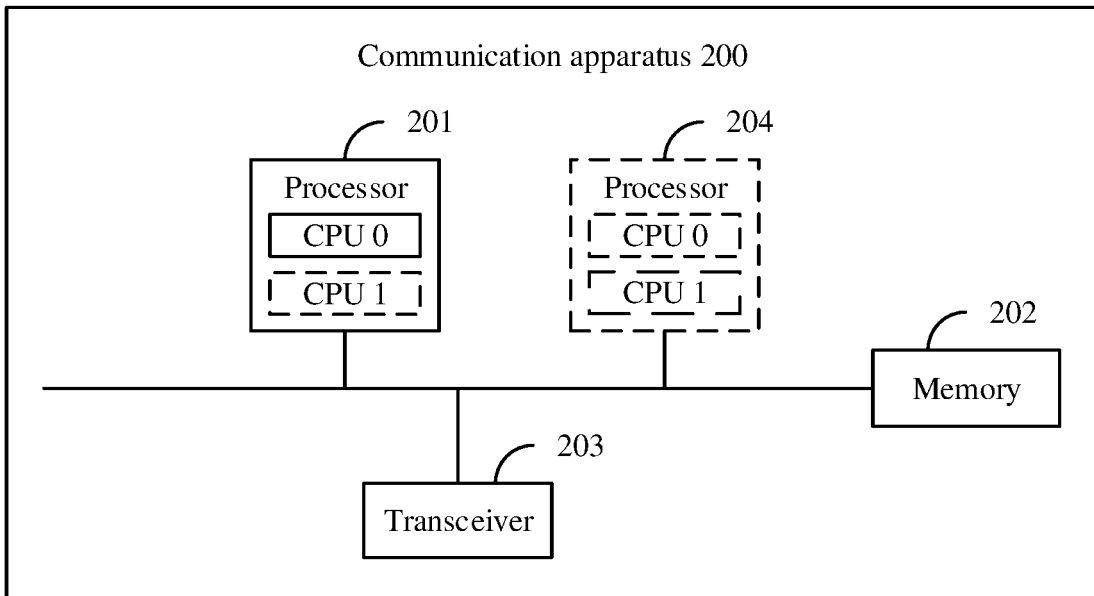 Communication apparatus 200
201
204
Processor
CPU 0
CPU 1
Processor
CPU 0
CPU 1
202
Memory
203
Transceiver